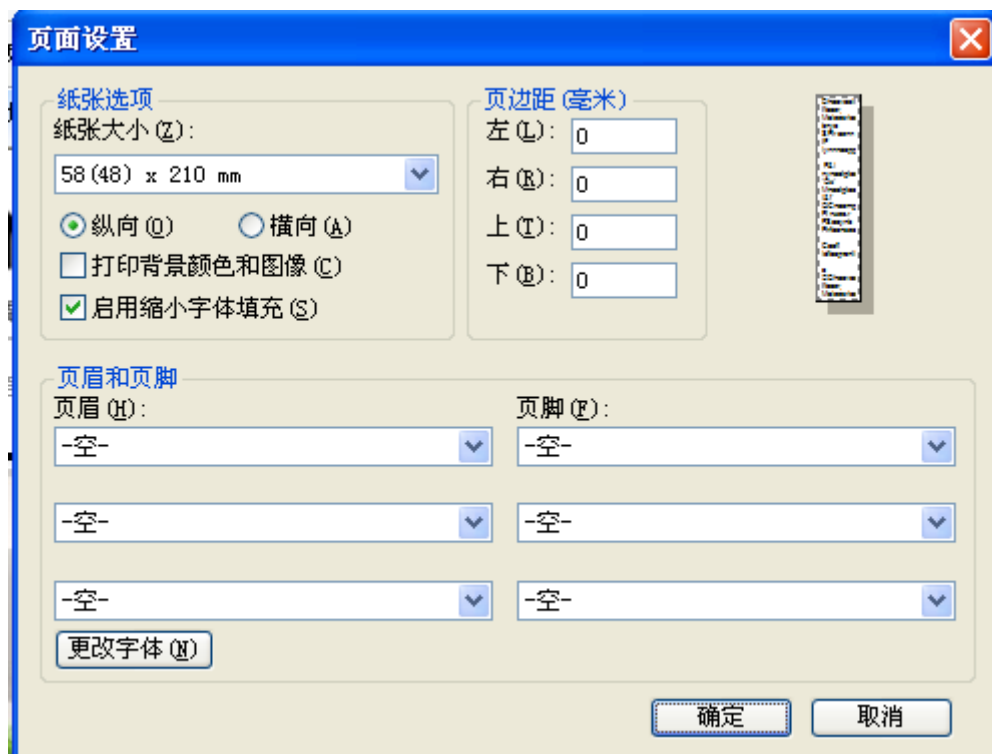 页面设置
纸张选项
纸张大小(Z):
58(48) x 210 mm
纵向(O) 横向(A)
打印背景颜色和图像(C)
启用缩小字体填充(S)
页边距(毫米)
左(L): 0
右(R): 0
上(T): 0
下(B): 0
页眉和页脚
页眉(H): 页脚(F):
-空- -空-
-空- -空-
-空- -空-
更改字体(N)
确定 取消